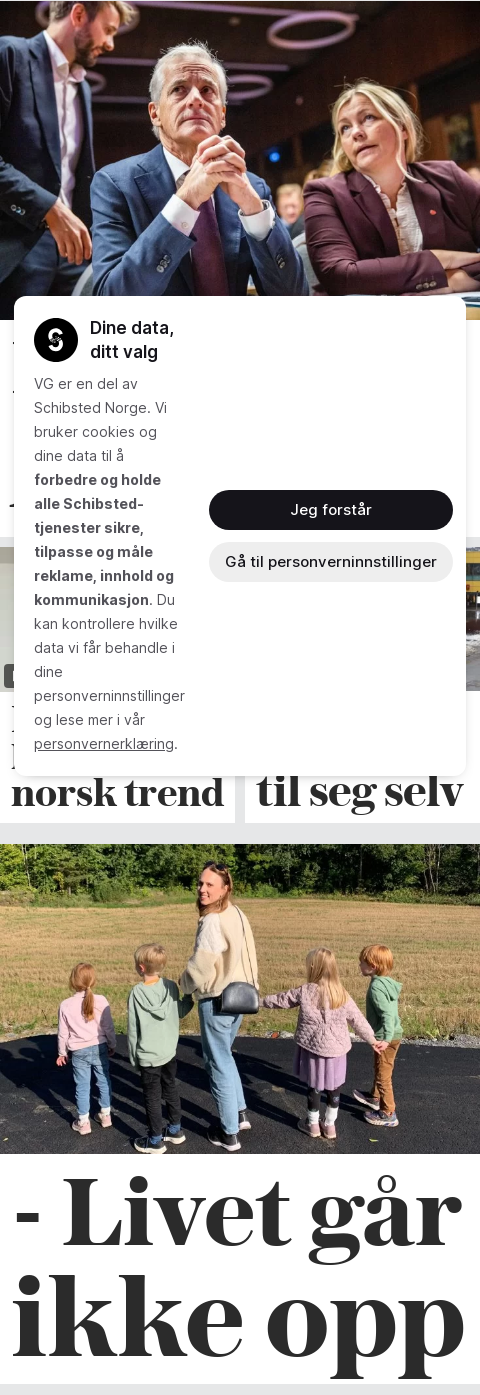 Dine data,
ditt valg
VG er en del av
Schibsted Norge. Vi
bruker cookies og
dine data til å
forbedre og holde
alle Schibsted-
tjenester sikre,
tilpasse og måle
reklame, innhold og
kommunikasjon. Du
kan kontrollere hvilke
data vi får behandle i
dine
personverninnstillinger
og lese mer i vår
personvernerklæring.
Jeg forstår
Gå til personverninnstillinger
norsk trend
til seg selv
- Livet går
ikke opp